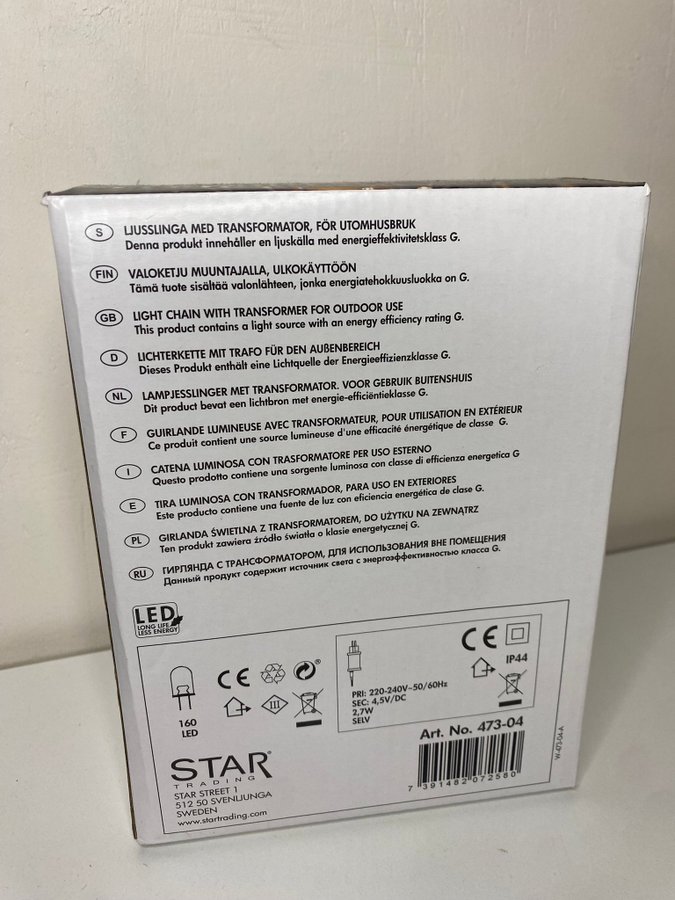 S LJUSSLINGA MED TRANSFORMATOR, FÖR UTOMHUSBRUK
Denna produkt innehåller en ljuskälla med energieffektivitetsklass G.
FIN VALOKETJU MUUNTAJALLA, ULKOKÄYTTÖÖN
Tämä tuote sisältää valonlähteen, jonka energiatehokkuusluokka on G.
GB LIGHT CHAIN WITH TRANSFORMER FOR OUTDOOR USE
This product contains a light source with an energy efficiency rating G.
D LICHTERKETTE MIT TRAFO FÜR DEN AUßENBEREICH
Dieses Produkt enthält eine Lichtquelle der Energieeffizienzklasse G.
NL LAMPJESSLINGER MET TRANSFORMATOR. VOOR GEBRUIK BUITENSHUIS
Dit product bevat een lichtbron met energie-efficiëntieklasse G.
F GUIRLANDE LUMINEUSE AVEC TRANSFORMATEUR, POUR UTILISATION EN EXTÉRIEUR
Ce produit contient une source lumineuse d'une efficacité énergétique de classe G.
I CATENA LUMINOSA CON TRASFORMATORE PER USO ESTERNO
Questo prodotto contiene una sorgente luminosa con classe di efficienza energetica G
E TIRA LUMINOSA CON TRANSFORMADOR, PARA USO EN EXTERIORES
Este producto contiene una fuente de luz con eficiencia energética de clase G.
PL GIRLANDA ŚWIETLNA Z TRANSFORMATOREM, DO UŻYTKU NA ZEWNĄTRZ
Ten produkt zawiera źródło światła o klasie energetycznej G.
RU ГИРЛЯНДА С ТРАНСФОРМАТОРОМ, ДЛЯ ИСПОЛЬЗОВАНИЯ ВНЕ ПОМЕЩЕНИЯ
Данный продукт содержит источник света с энергоэффективностью класса G.
LED
LONG LIFE
LESS ENERGY
160
LED
CE
III
PRI: 220-240V~50/60Hz
SEC: 4,5V/DC
2,7W
SELV
CE
IP44
STAR
TRADING
STAR STREET 1
512 50 SVENLJUNGA
SWEDEN
www.startrading.com
Art. No. 473-04
7 391482 072580
W-473-04-A